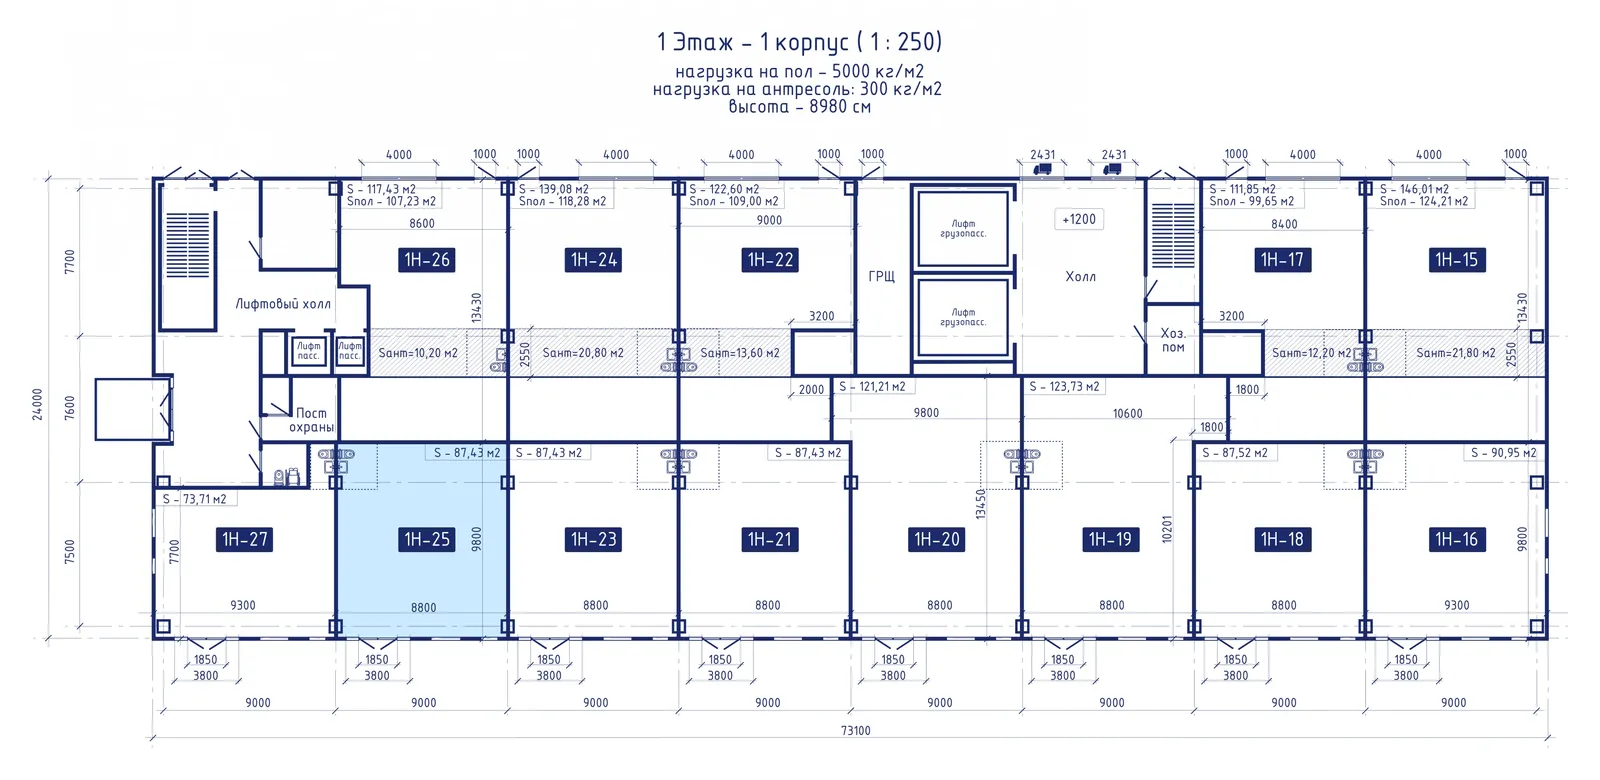 1 Этаж - 1 корпус ( 1 : 250)
нагрузка на пол - 5000 кг/м2
нагрузка на антресоль: 300 кг/м2
высота - 8980 см
4000 1000 1000 4000 4000 1000 1000 2431 2431 1000 4000 4000 1000
S - 117,43 м2
Sпол - 107,23 м2
S - 139,08 м2
Sпол - 118,28 м2
S - 122,60 м2
Sпол - 109,00 м2
S - 111,85 м2
Sпол - 99,65 м2
S - 146,01 м2
Sпол - 124,21 м2
8600
9000
+1200
8400
Лифт
грузопасс.
1Н-26
1Н-24
1Н-22
ГРЩ
Холл
1Н-17
1Н-15
7700
Лифтовый холл
13430
3200
Лифт
грузопасс.
3200
13430
Хоз.
пом
Лифт
пасс.
Лифт
пасс.
Sант=10,20 м2
2550
Sант=20,80 м2
Sант=13,60 м2
Sант=12,20 м2
Sант=21,80 м2
2550
24000
7600
2000
S - 121,21 м2
S - 123,73 м2
1800
Пост
охраны
9800
10600
1800
S - 87,43 м2
S - 87,43 м2
S - 87,43 м2
S - 87,52 м2
S - 90,95 м2
S - 73,71 м2
7500
7700
1Н-27
1Н-25
9800
1Н-23
1Н-21
1Н-20
13450
1Н-19
10201
1Н-18
1Н-16
9800
9300 8800 8800 8800 8800 8800 8800 9300
1850 1850 1850 1850 1850 1850 1850
3800 3800 3800 3800 3800 3800 3800
9000 9000 9000 9000 9000 9000 9000 9000
73100